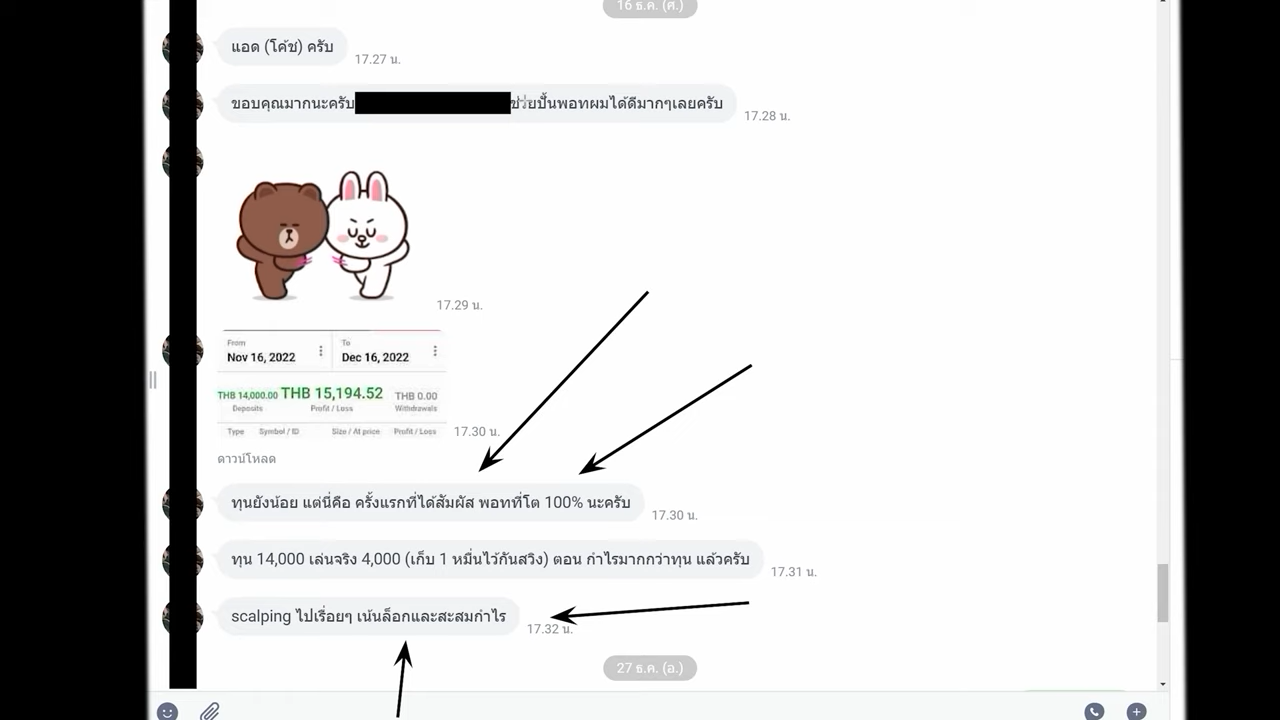 16 ธ.ค. (ศ.)
แอด (โค้ช) ครับ
17.27 น.
ขอบคุณมากนะครับ ช่วยปั้นพอทผมได้ดีมากๆเลยครับ
17.28 น.
17.29 น.
From To
Nov 16, 2022 Dec 16, 2022
THB 14,000.00 THB 15,194.52 THB 0.00
Deposits Profit / Loss Withdrawals
Type Symbol / ID Size / At price Profit / Loss
17.30 น.
ดาวน์โหลด
ทุนยังน้อย แต่นี่คือ ครั้งแรกที่ได้สัมผัส พอทที่โต 100% นะครับ
17.30 น.
ทุน 14,000 เล่นจริง 4,000 (เก็บ 1 หมื่นไว้กันสวิง) ตอน กำไรมากกว่าทุน แล้วครับ
17.31 น.
scalping ไปเรื่อยๆ เน้นล็อกและสะสมกำไร
17.32 น.
27 ธ.ค. (อ.)